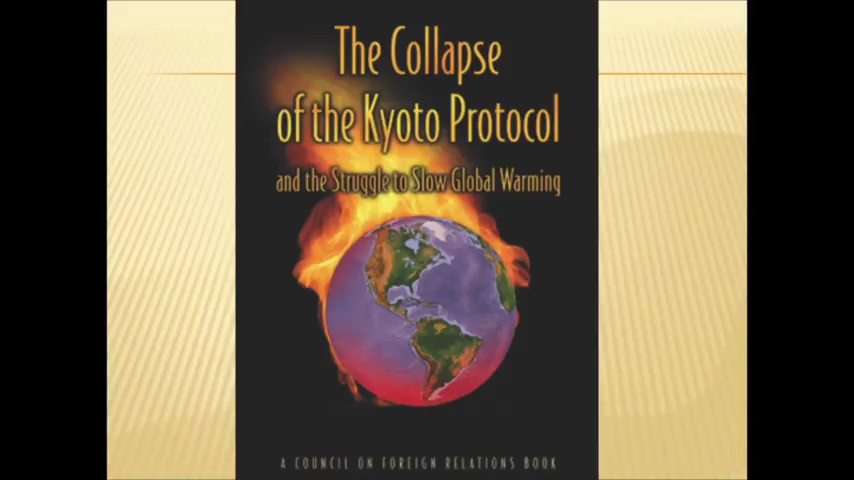 The Collapse
of the Kyoto Protocol
and the Struggle to Slow Global Warming
A COUNCIL ON FOREIGN RELATIONS BOOK